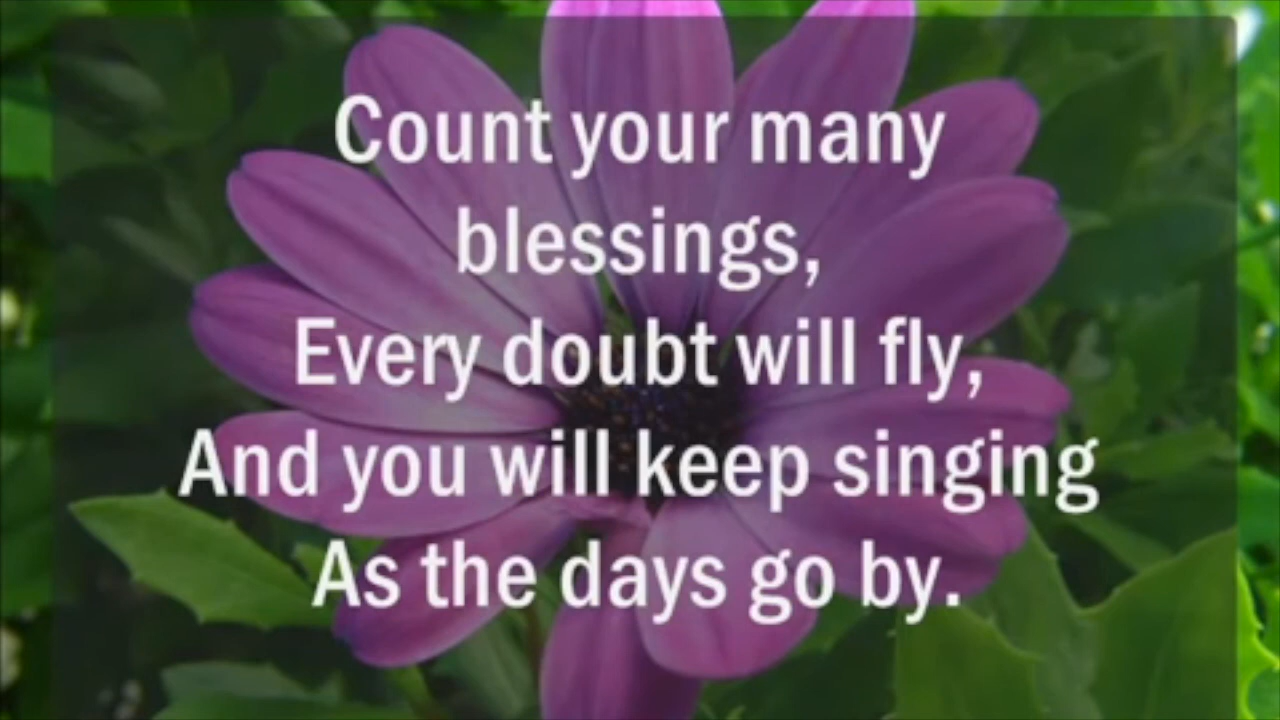 Count your many
blessings,
Every doubt will fly,
And you will keep singing
As the days go by.